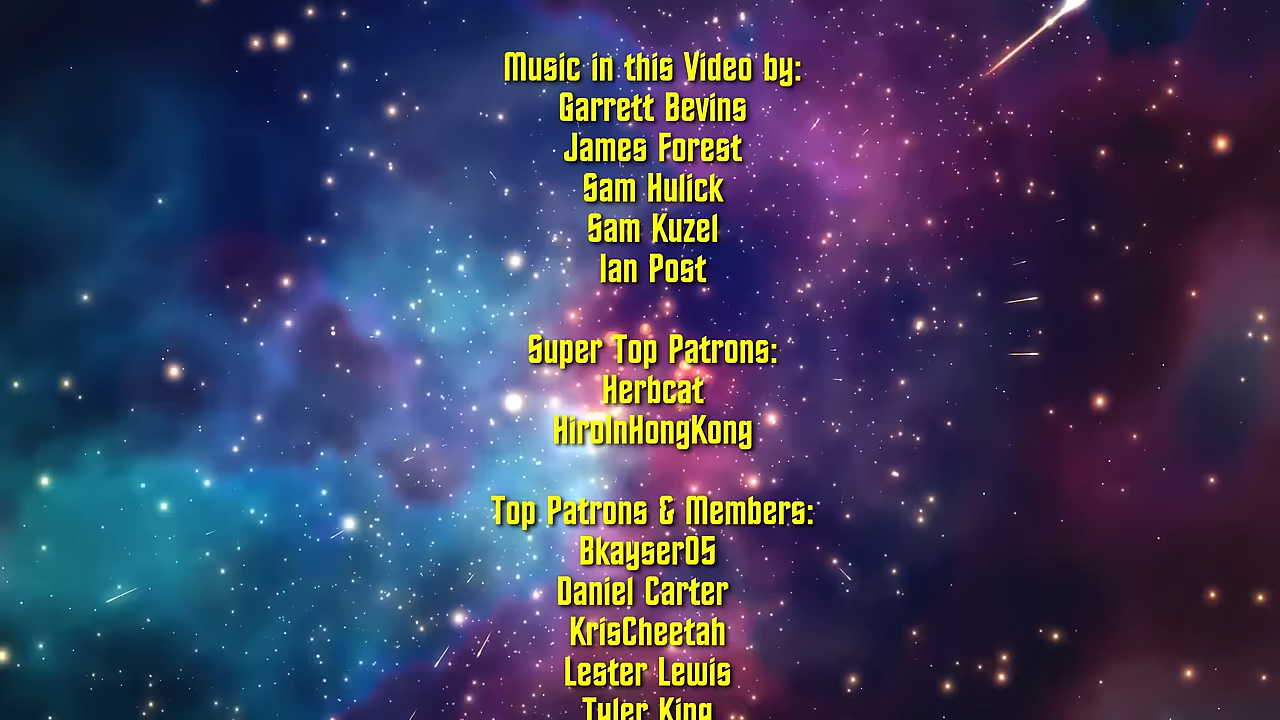 Music in this Video by:
Garrett Bevins
James Forest
Sam Hulick
Sam Kuzel
Ian Post
Super Top Patrons:
Herbcat
HiroInHongKong
Top Patrons & Members:
Bkayser05
Daniel Carter
KrisCheetah
Lester Lewis
Tyler King